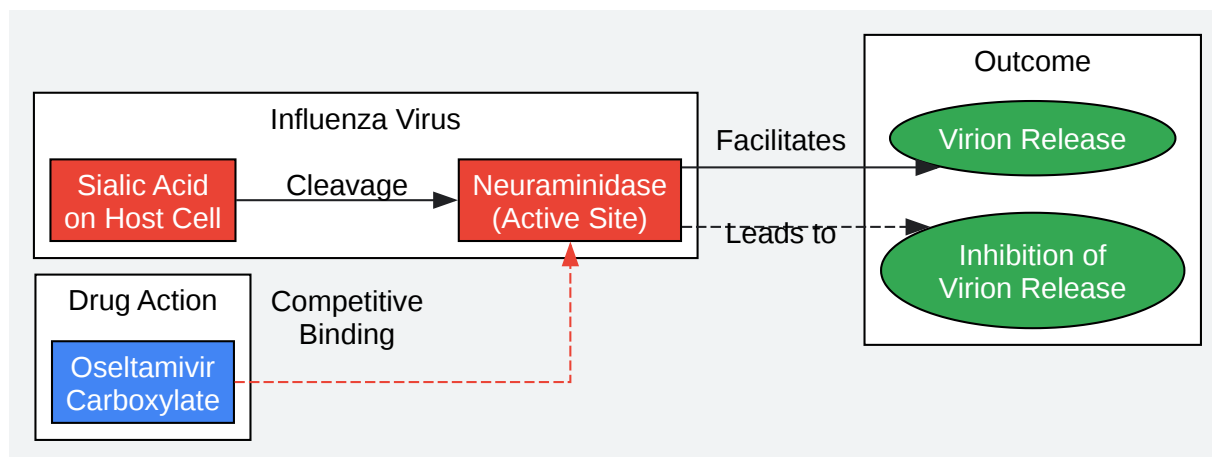 Influenza Virus
Sialic Acid
on Host Cell
Cleavage
Neuraminidase
(Active Site)
Drug Action
Oseltamivir
Carboxylate
Competitive
Binding
Facilitates
Leads to
Outcome
Virion Release
Inhibition of
Virion Release